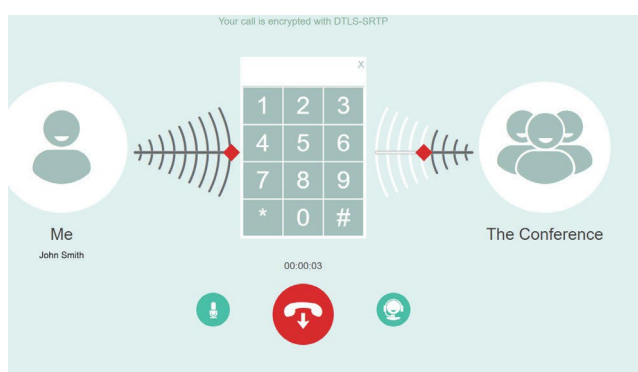 Your call is encrypted with DTLS-SRTP
X
1 2 3
4 5 6
7 8 9
* 0 #
Me
John Smith
The Conference
00:00:03